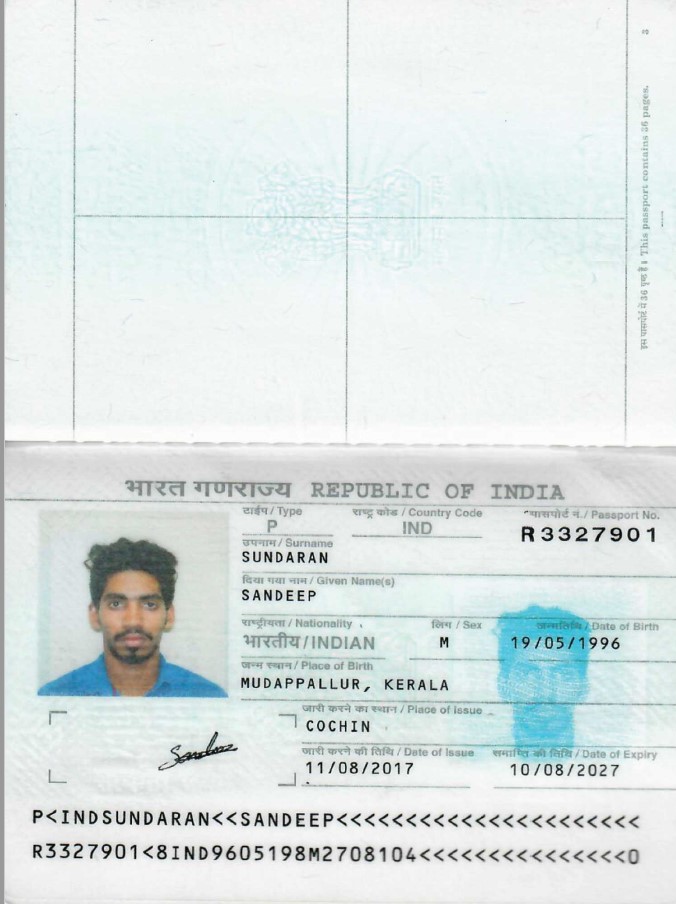 3
इस पासपोर्ट में 36 पृष्ठ हैं। This passport contains 36 pages.
भारत गणराज्य REPUBLIC OF INDIA
टाईप / Type राष्ट्र कोड / Country Code पासपोर्ट नं. / Passport No.
P IND R3327901
उपनाम / Surname
SUNDARAN
दिया गया नाम / Given Name(s)
SANDEEP
राष्ट्रीयता / Nationality लिंग / Sex जन्मतिथि / Date of Birth
भारतीय / INDIAN M 19/05/1996
जन्म स्थान / Place of Birth
MUDAPPALLUR, KERALA
जारी करने का स्थान / Place of Issue
COCHIN
जारी करने की तिथि / Date of Issue समाप्ति की तिथि / Date of Expiry
11/08/2017 10/08/2027
P<INDSUNDARAN<<SANDEEP<<<<<<<<<<<<<<<<<<<<<<
R3327901<8IND9605198M2708104<<<<<<<<<<<<<<<0